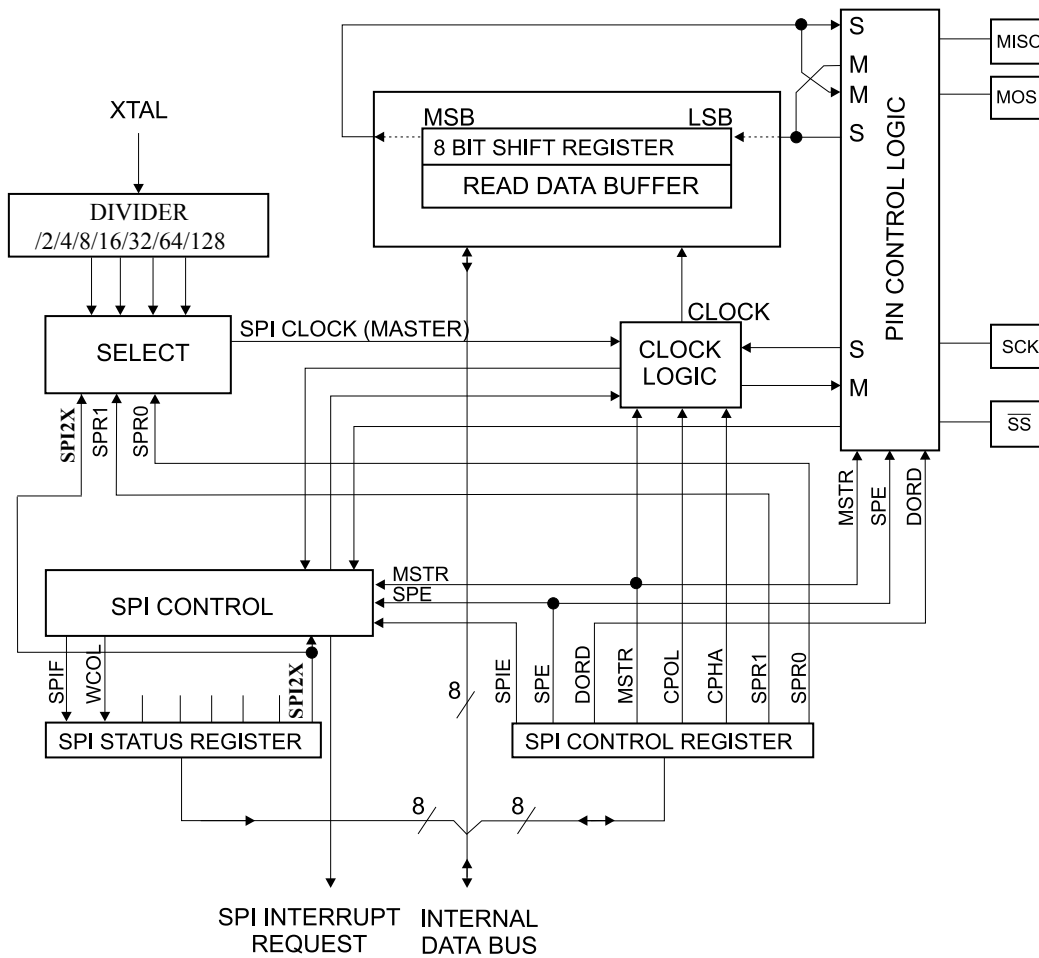 S
MISO
M
M
MOS
XTAL
MSB
LSB
S
8 BIT SHIFT REGISTER
READ DATA BUFFER
PIN CONTROL LOGIC
DIVIDER
/2/4/8/16/32/64/128
SPI CLOCK (MASTER)
CLOCK
SELECT
CLOCK
LOGIC
S
M
SCK
SS
SPI2X
SPR1
SPR0
MSTR
SPE
DORD
MSTR
SPE
SPI CONTROL
SPIF
WCOL
SPI2X
SPIE
SPE
DORD
MSTR
CPOL
CPHA
SPR1
SPR0
8
SPI STATUS REGISTER
SPI CONTROL REGISTER
8
8
SPI INTERRUPT
REQUEST
INTERNAL
DATA BUS